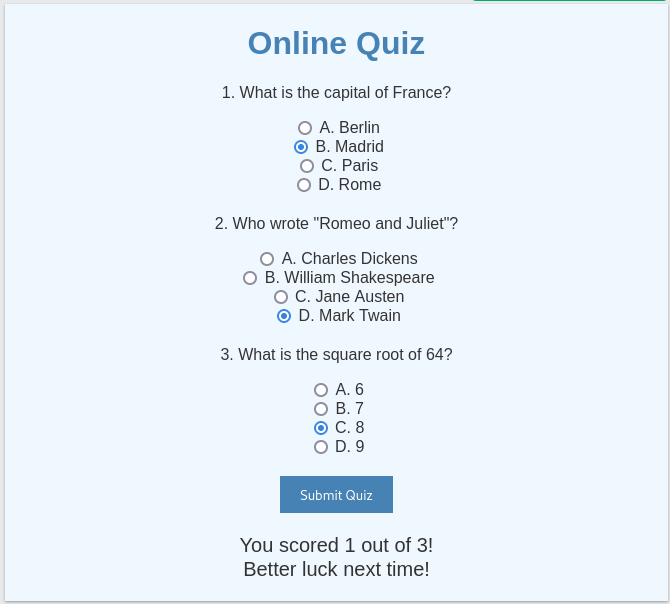 Online Quiz
1. What is the capital of France?
A. Berlin
B. Madrid
C. Paris
D. Rome
2. Who wrote "Romeo and Juliet"?
A. Charles Dickens
B. William Shakespeare
C. Jane Austen
D. Mark Twain
3. What is the square root of 64?
A. 6
B. 7
C. 8
D. 9
Submit Quiz
You scored 1 out of 3!
Better luck next time!